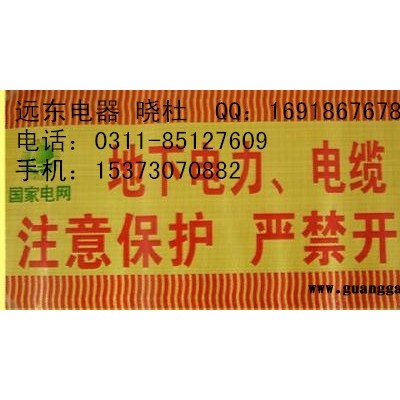 远东电器 晓杜 QQ: 1691867678
电话: 0311-85127609
手机: 15373070882
地下电力、电缆
国家电网
注意保护 严禁开
www.guangga